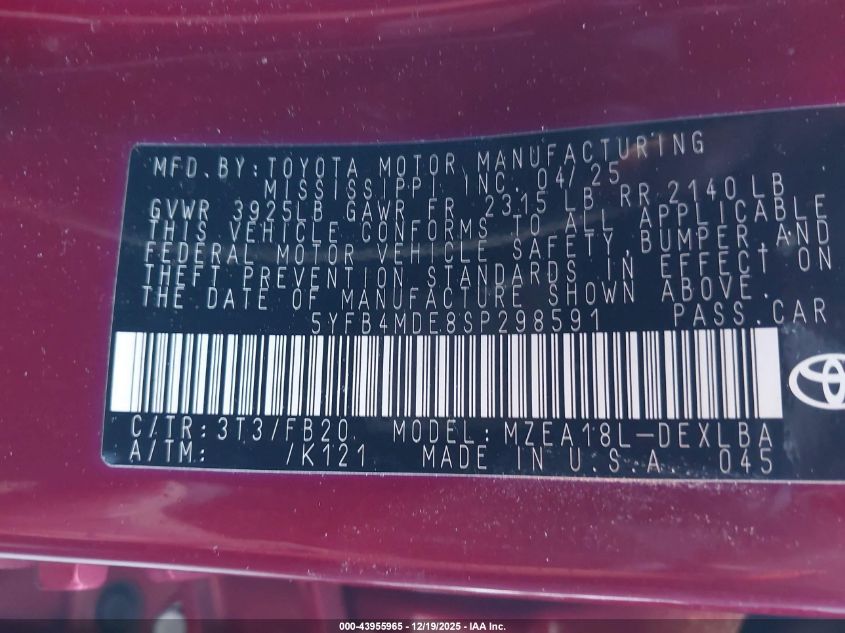 MFD. BY: TOYOTA MOTOR MANUFACTURING
MISSISSIPPI INC. 04/25
GVWR 3925LB GAWR FR 2315 LB RR 2140 LB
THIS VEHICLE CONFORMS TO ALL APPLICABLE
FEDERAL MOTOR VEHICLE SAFETY, BUMPER, AND
THEFT PREVENTION STANDARDS IN EFFECT ON
THE DATE OF MANUFACTURE SHOWN ABOVE.
5YFB4MDE8SP298591 PASS. CAR
C/TR: 3T3/FB20 MODEL: MZEA18L-DEXLBA
A/TM: /K121 MADE IN U.S.A 045
000-43955965 | 12/19/2025 - IAA Inc.